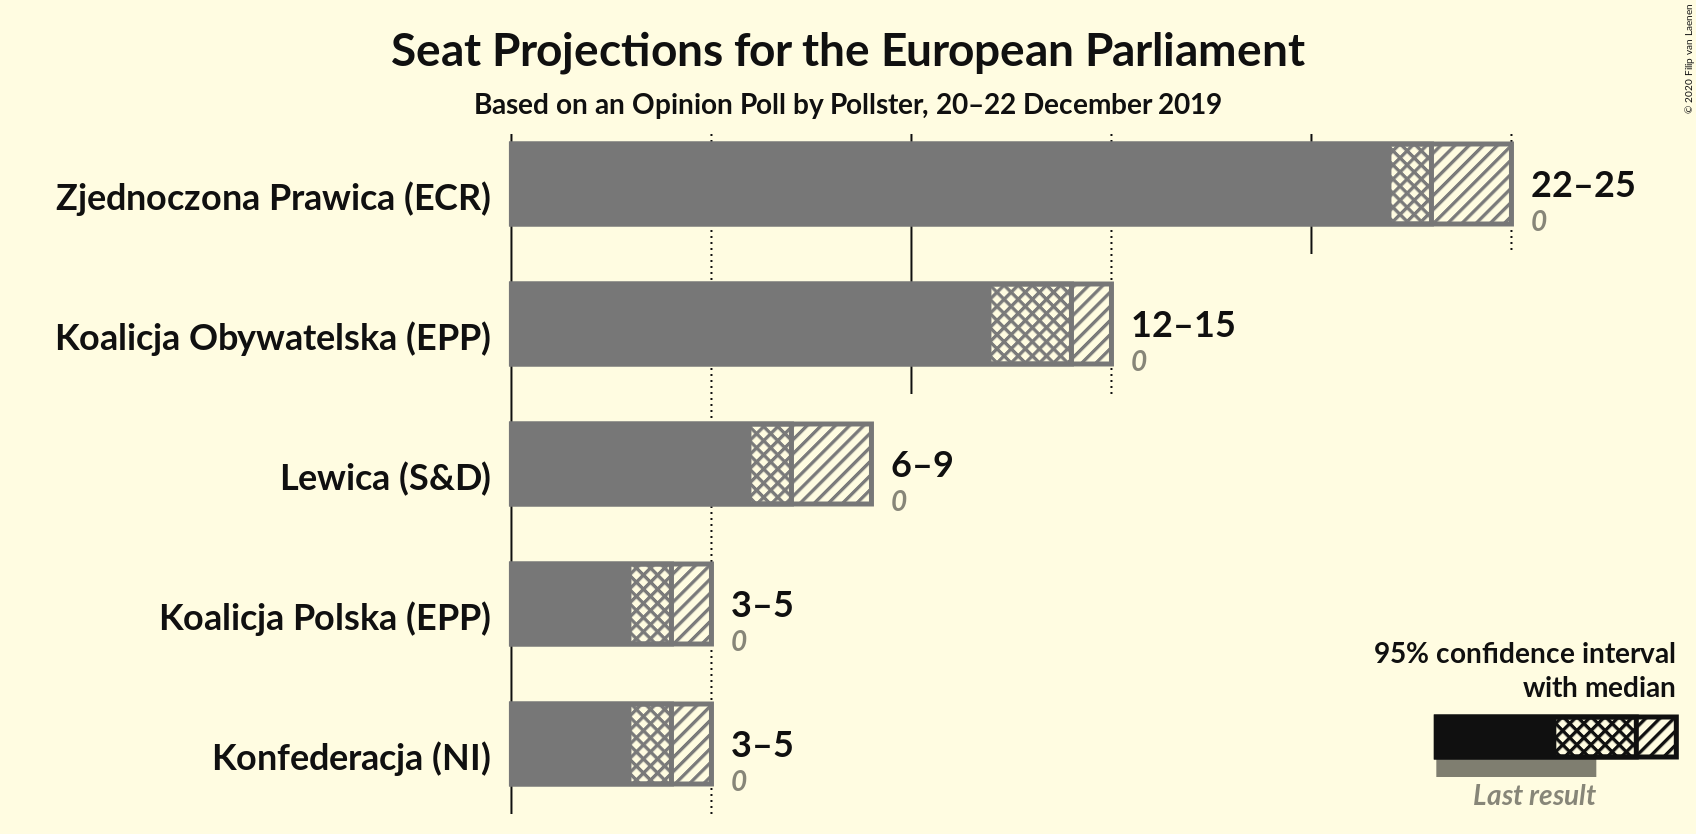 Seat Projections for the European Parliament
Based on an Opinion Poll by Pollster, 20–22 December 2019
© 2020 Filip van Laenen
Zjednoczona Prawica (ECR)
22–25
0
Koalicja Obywatelska (EPP)
12–15
0
Lewica (S&D)
6–9
0
Koalicja Polska (EPP)
3–5
0
Konfederacja (NI)
3–5
0
95% confidence interval
with median
Last result